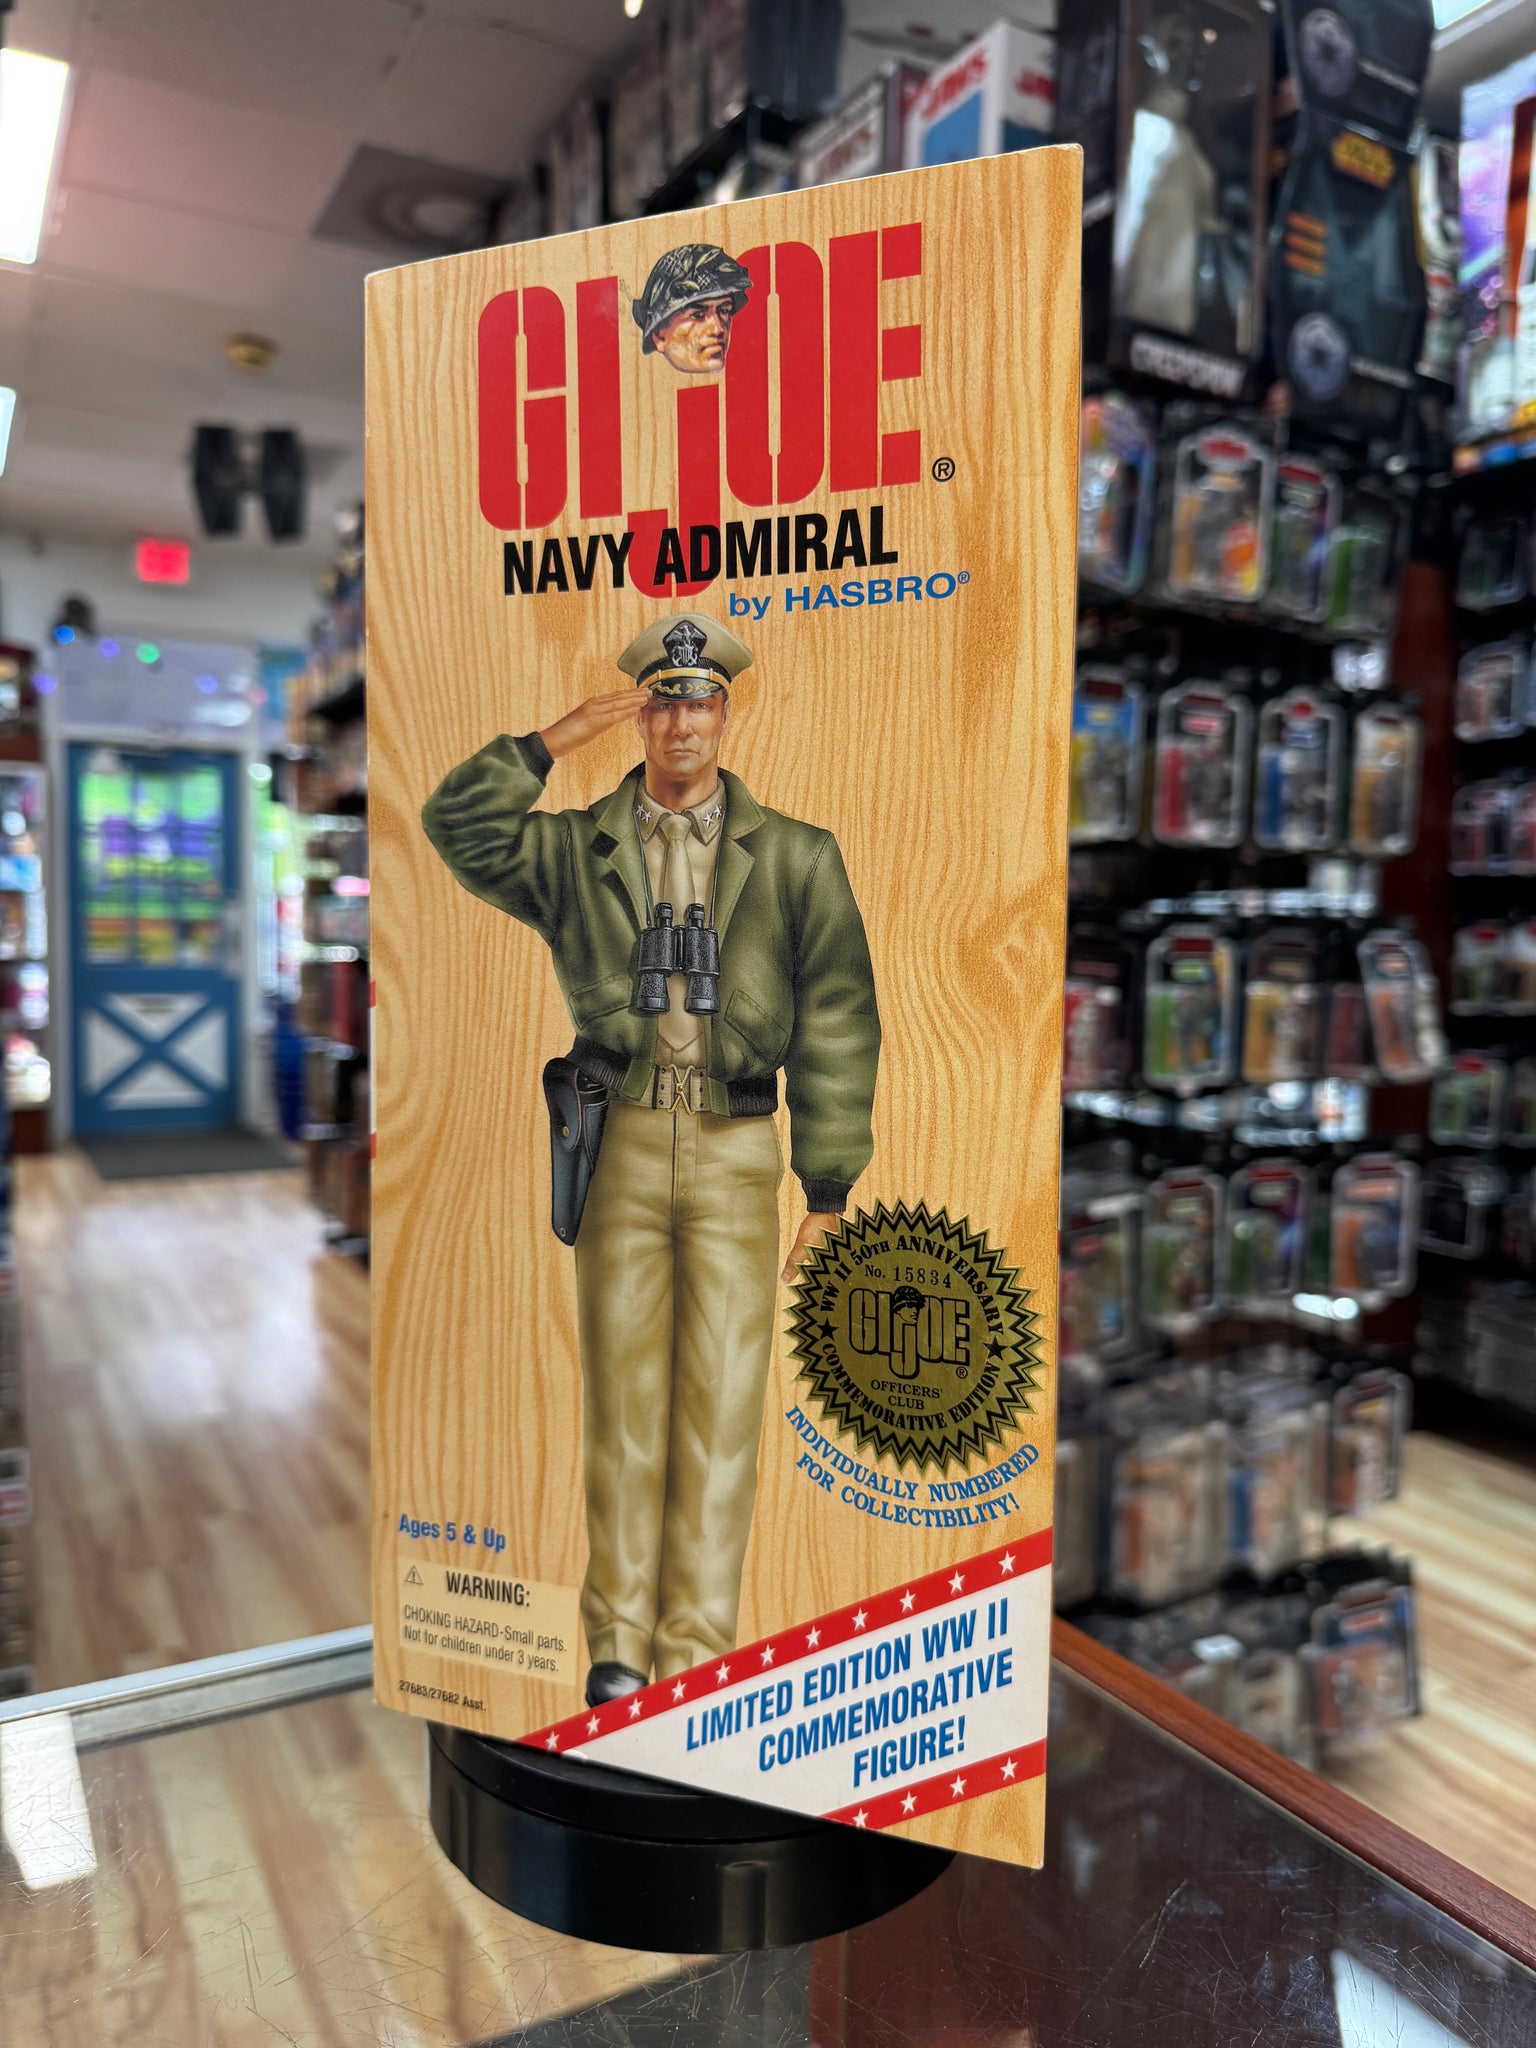 GI JOE®
NAVY ADMIRAL
by HASBRO®
WW II 50TH ANNIVERSARY
No. 15834
GI JOE®
OFFICERS'
CLUB
COMMEMORATIVE EDITION
INDIVIDUALLY NUMBERED
FOR COLLECTIBILITY!
Ages 5 & Up
⚠ WARNING:
CHOKING HAZARD-Small parts.
Not for children under 3 years.
27683/27682 Asst.
LIMITED EDITION WW II
COMMEMORATIVE
FIGURE!
JAWS